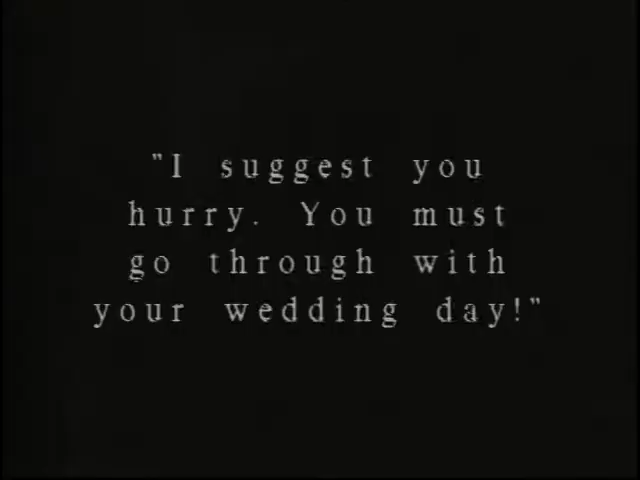 "I suggest you
hurry. You must
go through with
your wedding day!"